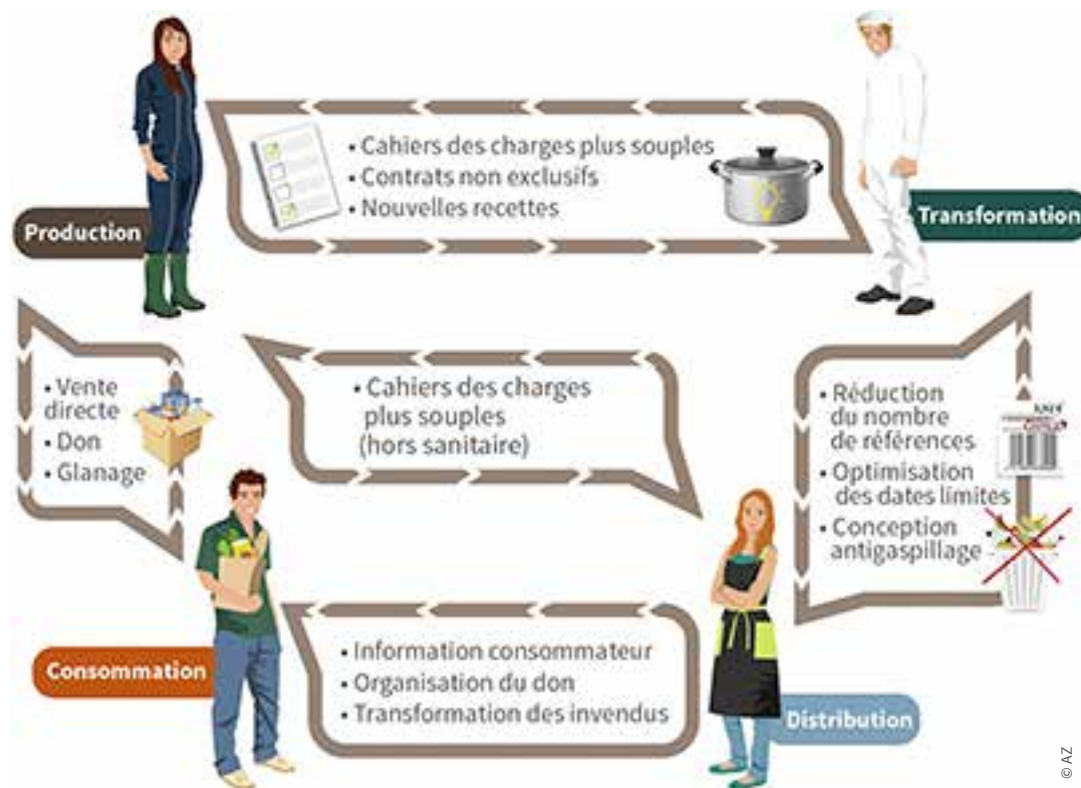 Production
• Cahiers des charges plus souples
• Contrats non exclusifs
• Nouvelles recettes
Transformation
• Vente
directe
• Don
• Glanage
• Cahiers des charges
plus souples
(hors sanitaire)
• Réduction
du nombre
de références
• Optimisation
des dates limites
• Conception
antigaspillage
Consommation
• Information consommateur
• Organisation du don
• Transformation des invendus
Distribution
© AZ